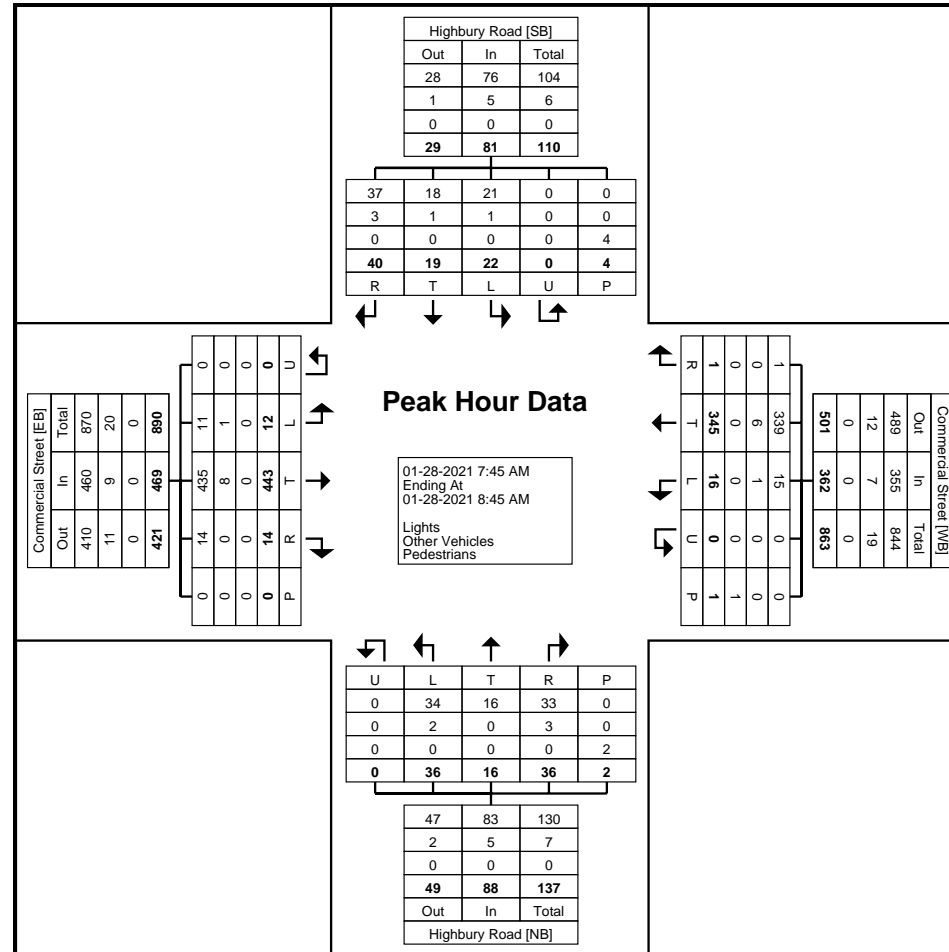 Highbury Road [SB]
Out In Total
28 76 104
1 5 6
0 0 0
29 81 110
37 18 21 0 0
3 1 1 0 0
0 0 0 0 4
40 19 22 0 4
R T L U P
Commercial Street [EB]
Total In Out
870 460 410
20 9 11
0 0 0
890 469 421
0 11 435 14 0
0 1 8 0 0
0 0 0 0 0
0 12 443 14 0
U L T R P
Peak Hour Data
01-28-2021 7:45 AM
Ending At
01-28-2021 8:45 AM
Lights
Other Vehicles
Pedestrians
Commercial Street [WB]
Out In Total
489 355 844
12 7 19
0 0 0
501 362 863
1 339 15 0 0
0 6 1 0 0
0 0 0 0 1
1 345 16 0 1
R T L U P
U L T R P
0 34 16 33 0
0 2 0 3 0
0 0 0 0 2
0 36 16 36 2
47 83 130
2 5 7
0 0 0
49 88 137
Out In Total
Highbury Road [NB]